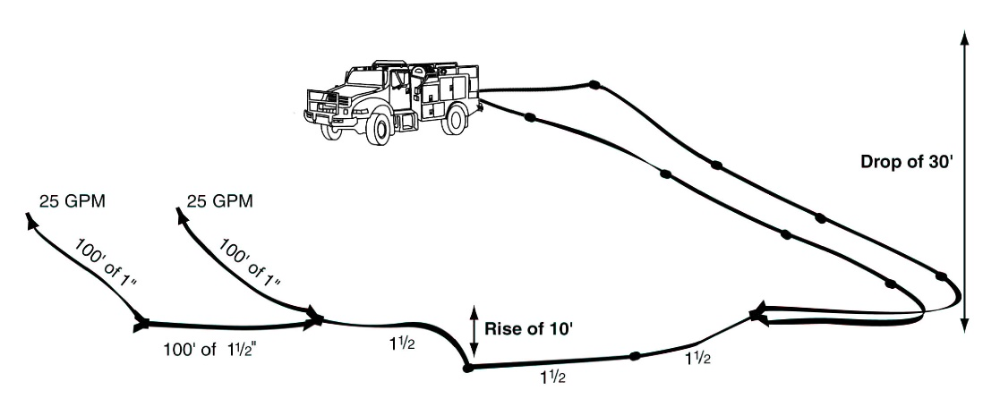 Drop of 30'
25 GPM
25 GPM
100' of 1"
100' of 1"
Rise of 10'
100' of 1½"
1½
1½
1½